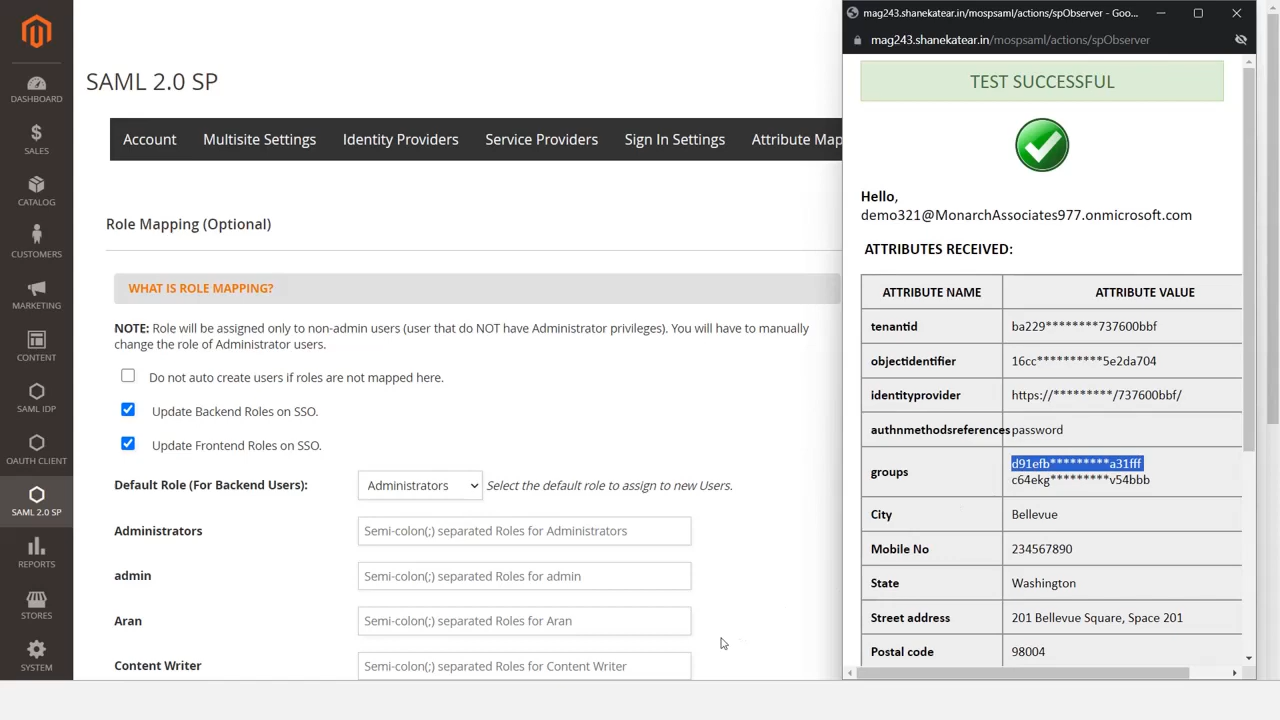 DASHBOARD
SALES
CATALOG
CUSTOMERS
MARKETING
CONTENT
SAML IDP
OAUTH CLIENT
SAML 2.0 SP
REPORTS
STORES
SYSTEM
SAML 2.0 SP
Account Multisite Settings Identity Providers Service Providers Sign In Settings Attribute Map
Role Mapping (Optional)
WHAT IS ROLE MAPPING?
NOTE: Role will be assigned only to non-admin users (user that do NOT have Administrator privileges). You will have to manually
change the role of Administrator users.
Do not auto create users if roles are not mapped here.
Update Backend Roles on SSO.
Update Frontend Roles on SSO.
Default Role (For Backend Users): Administrators Select the default role to assign to new Users.
Administrators Semi-colon(;) separated Roles for Administrators
admin Semi-colon(;) separated Roles for admin
Aran Semi-colon(;) separated Roles for Aran
Content Writer Semi-colon(;) separated Roles for Content Writer
mag243.shanekatear.in/mospsaml/actions/spObserver - Goo...
mag243.shanekatear.in/mospsaml/actions/spObserver
TEST SUCCESSFUL
Hello,
demo321@MonarchAssociates977.onmicrosoft.com
ATTRIBUTES RECEIVED:
ATTRIBUTE NAME ATTRIBUTE VALUE
tenantid ba229********737600bbf
objectidentifier 16cc**********5e2da704
identityprovider https://*********/737600bbf/
authnmethodsreferences password
groups d91efb*********a31fff
c64ekg*********v54bbb
City Bellevue
Mobile No 234567890
State Washington
Street address 201 Bellevue Square, Space 201
Postal code 98004